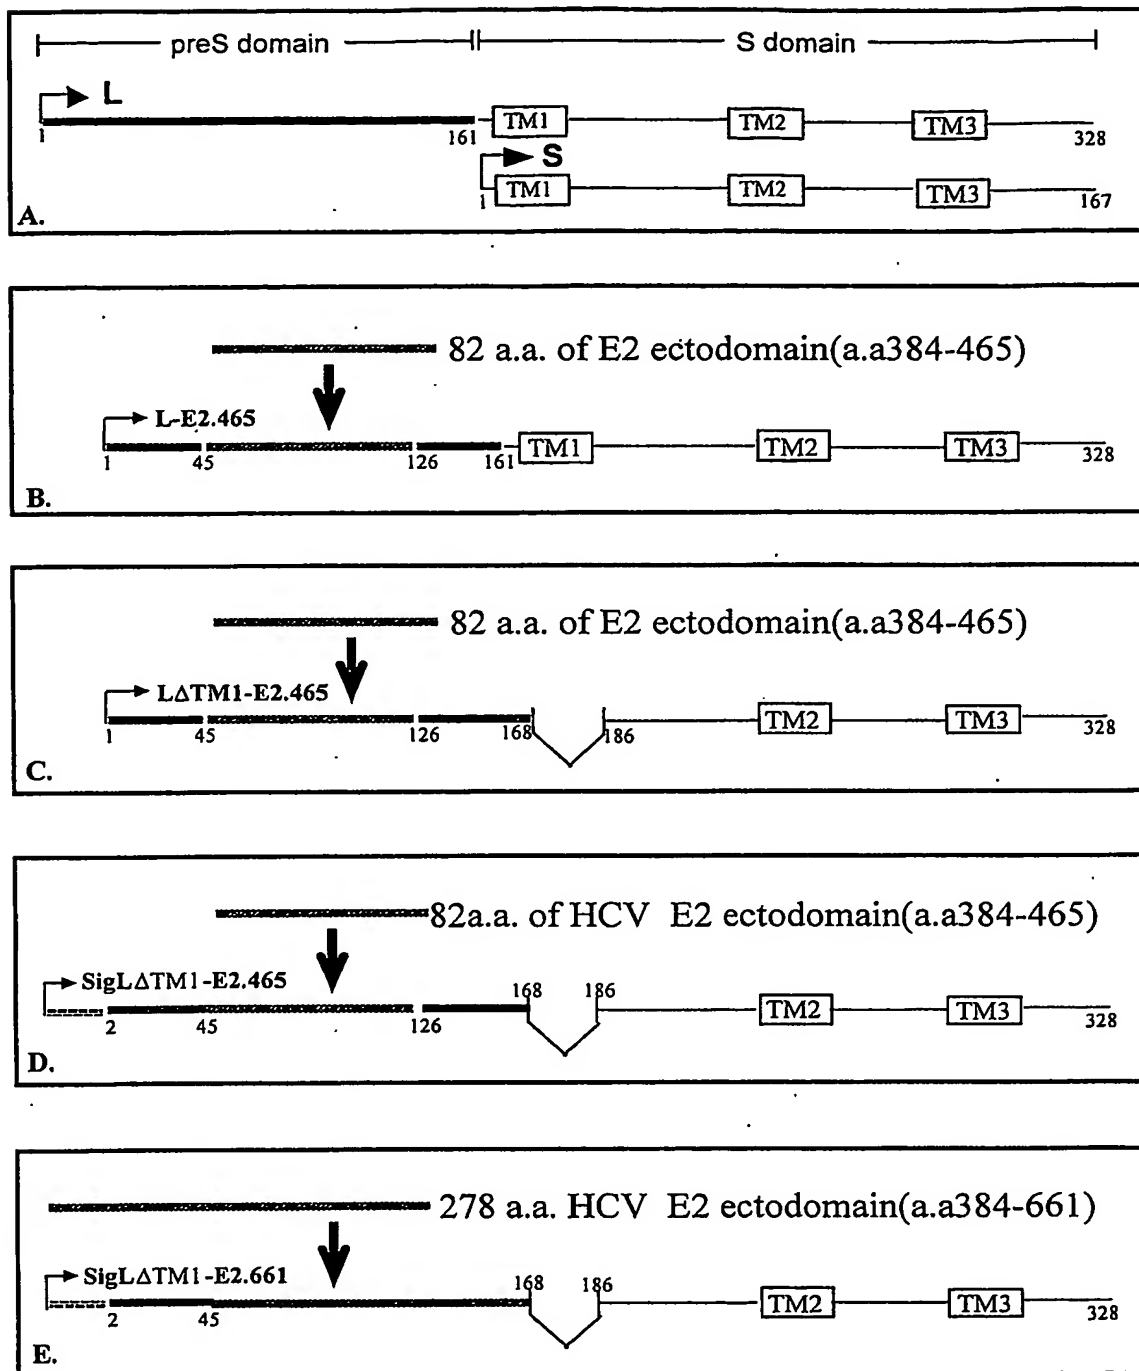 preS domain S domain
L
1 161 TM1 TM2 TM3 328
S
1 TM1 TM2 TM3 167
A.
82 a.a. of E2 ectodomain(a.a384-465)
L-E2.465
1 45 126 161 TM1 TM2 TM3 328
B.
82 a.a. of E2 ectodomain(a.a384-465)
LΔTM1-E2.465
1 45 126 168 186 TM2 TM3 328
C.
82a.a. of HCV E2 ectodomain(a.a384-465)
SigLΔTM1-E2.465 168 186
2 45 126 TM2 TM3 328
D.
278 a.a. HCV E2 ectodomain(a.a384-661)
SigLΔTM1-E2.661 168 186
2 45 TM2 TM3 328
E.